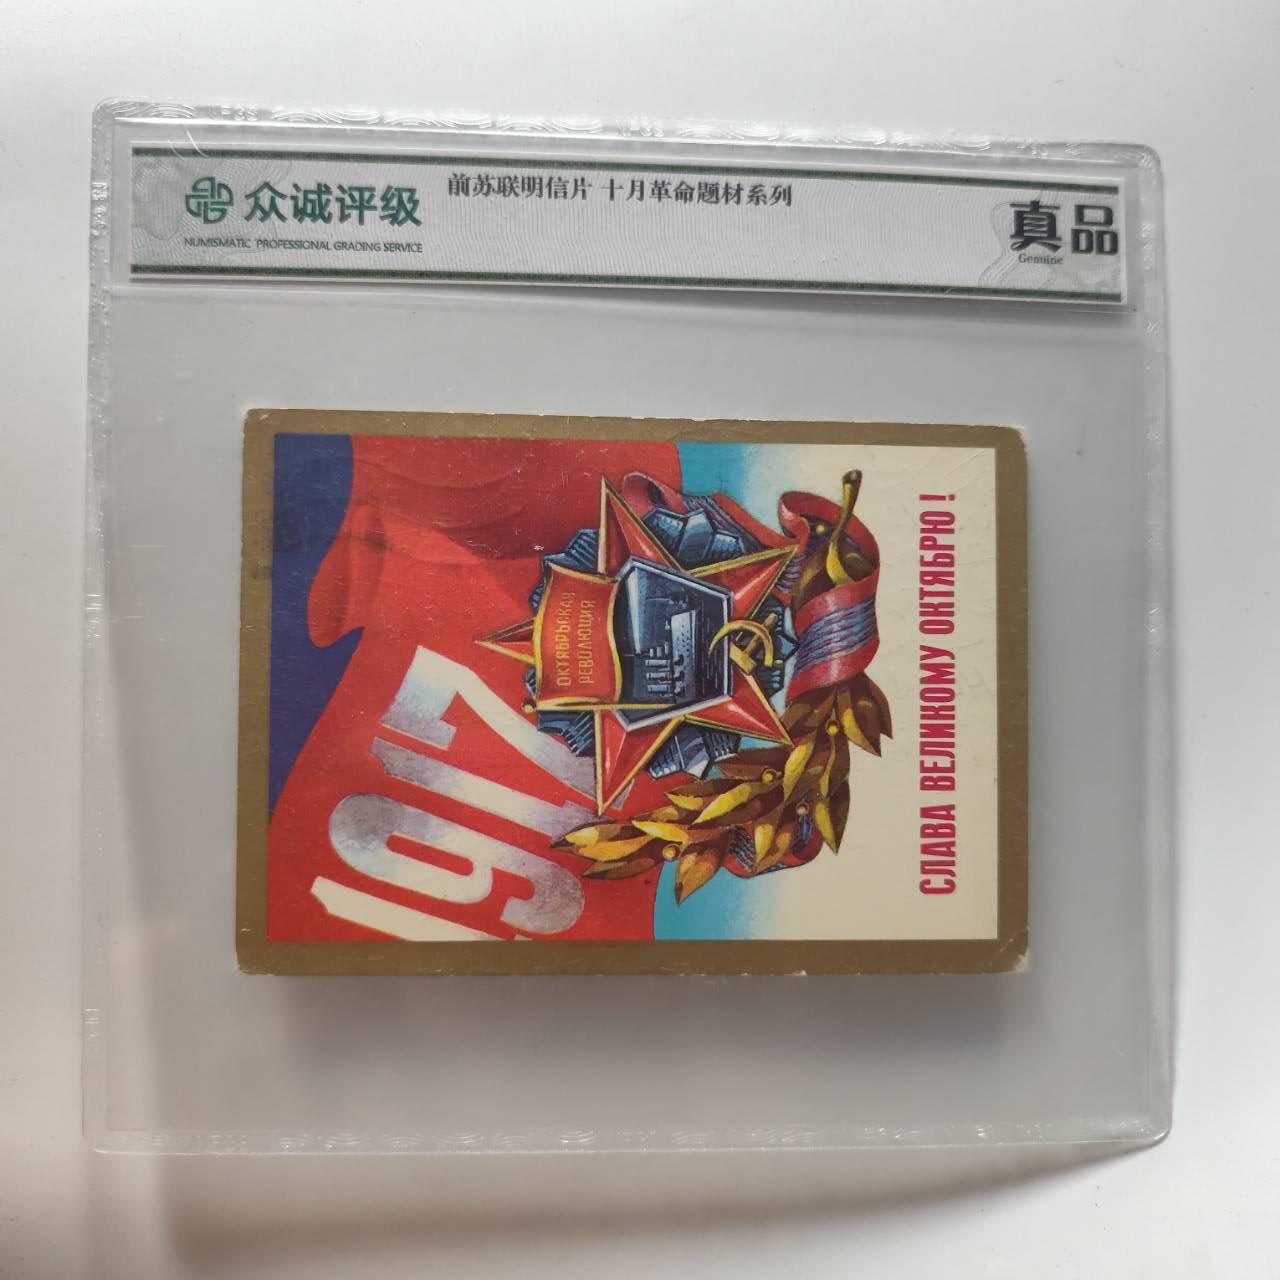 众诚评级
NUMISMATIC PROFESSIONAL GRADING SERVICE
前苏联明信片 十月革命题材系列
真品
Genuine
1917
ОКТЯБРЬСКАЯ
РЕВОЛЮЦИЯ
СЛАВА ВЕЛИКОМУ ОКТЯБРЮ!